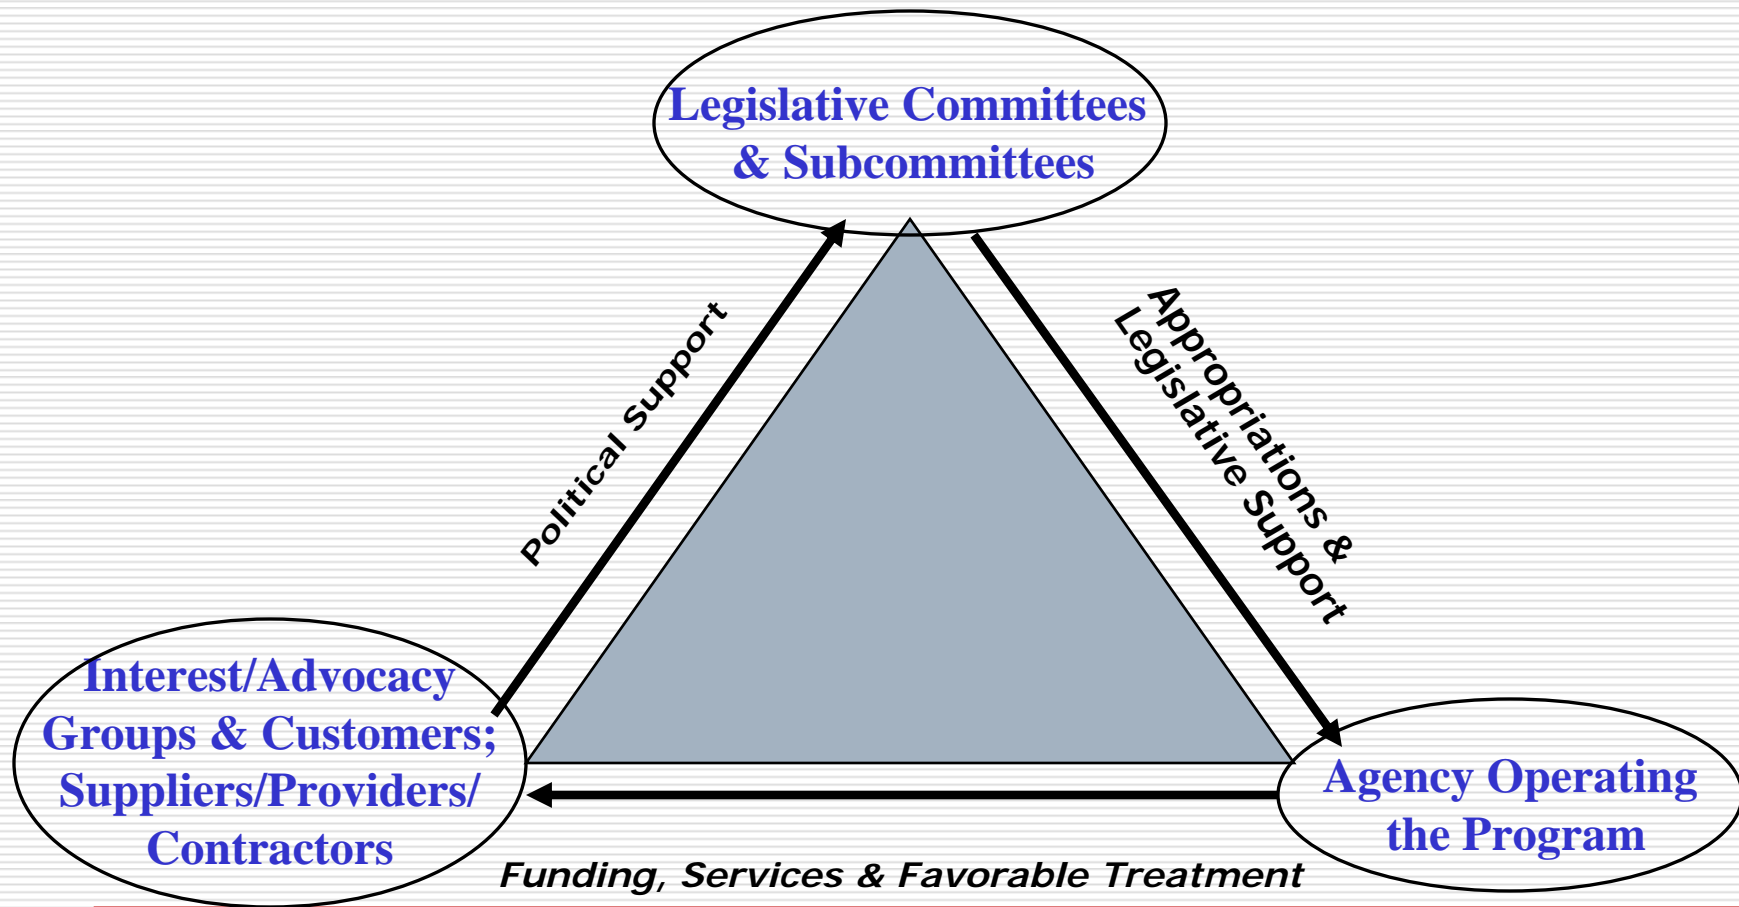 Legislative Committees
& Subcommittees
Political Support
Appropriations &
Legislative Support
Interest/Advocacy
Groups & Customers;
Suppliers/Providers/
Contractors
Agency Operating
the Program
Funding, Services & Favorable Treatment